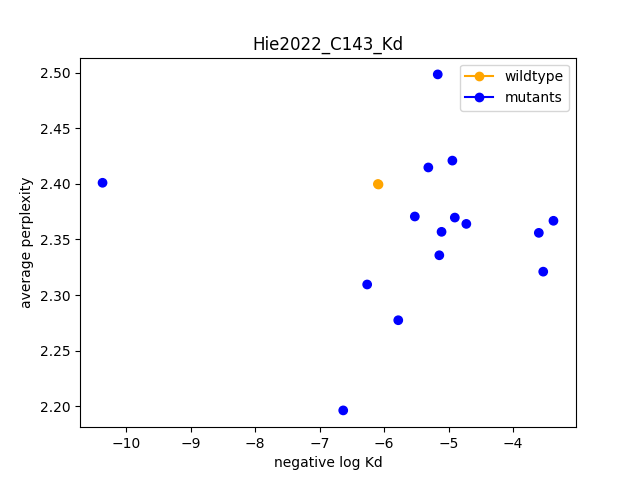 Hie2022_C143_Kd
wildtype
mutants
average perplexity
2.50
2.45
2.40
2.35
2.30
2.25
2.20
−10 −9 −8 −7 −6 −5 −4
negative log Kd